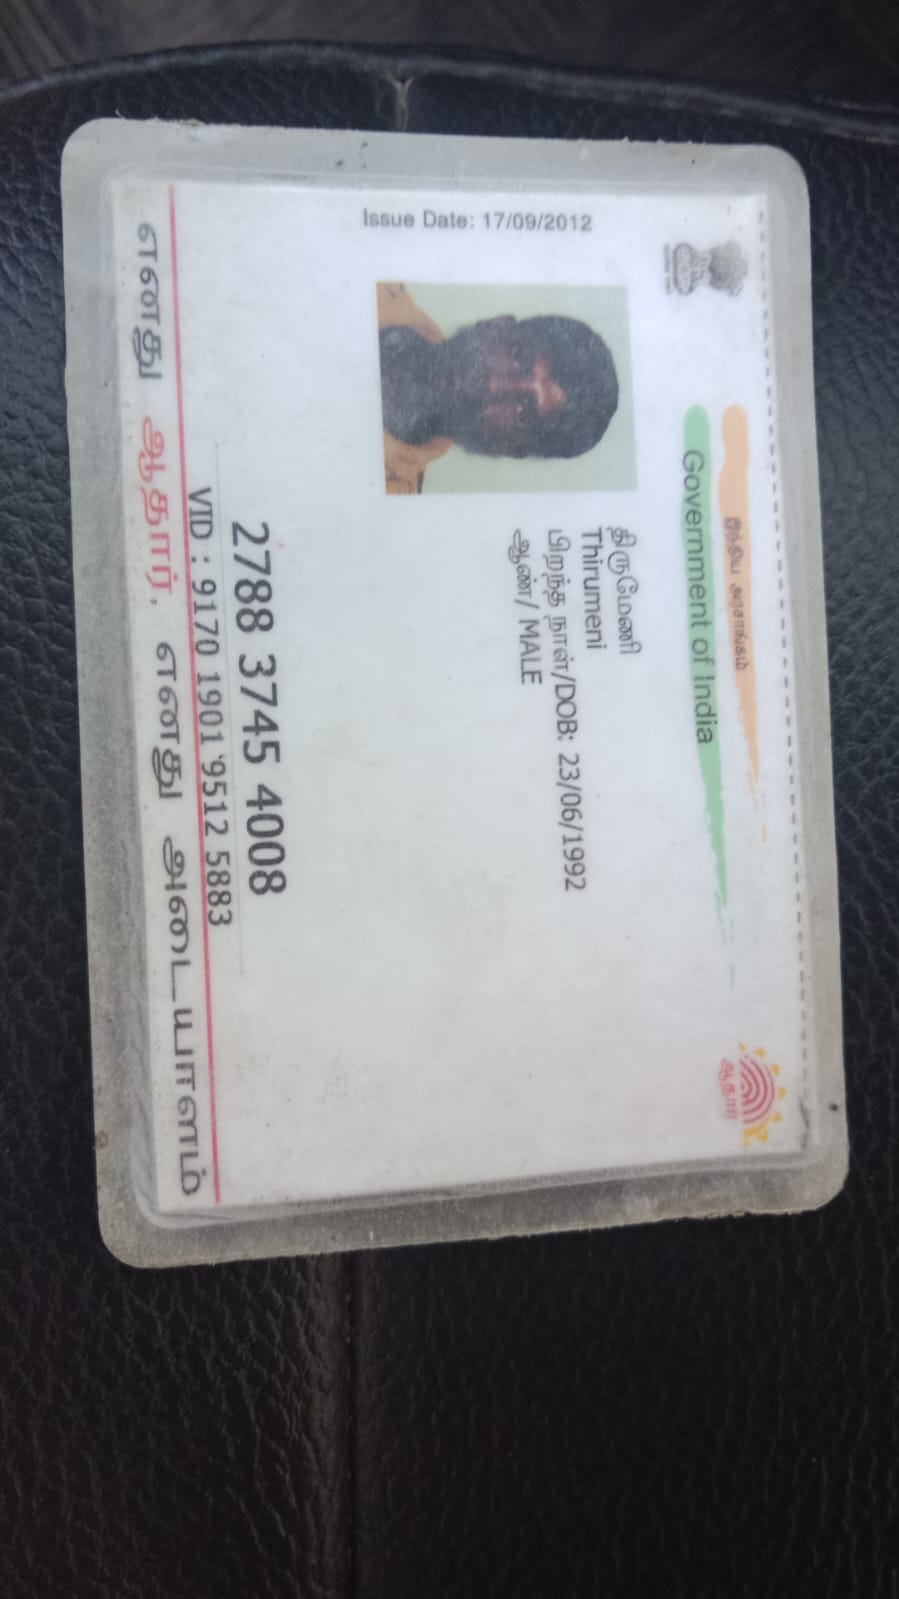 இந்திய அரசாங்கம்
Government of India
ஆதார்
Issue Date: 17/09/2012
திருமேணி
Thirumeni
பிறந்த நாள்/DOB: 23/06/1992
ஆண்/ MALE
2788 3745 4008
VID : 9170 1901 9512 5883
எனது ஆதார், எனது அடையாளம்